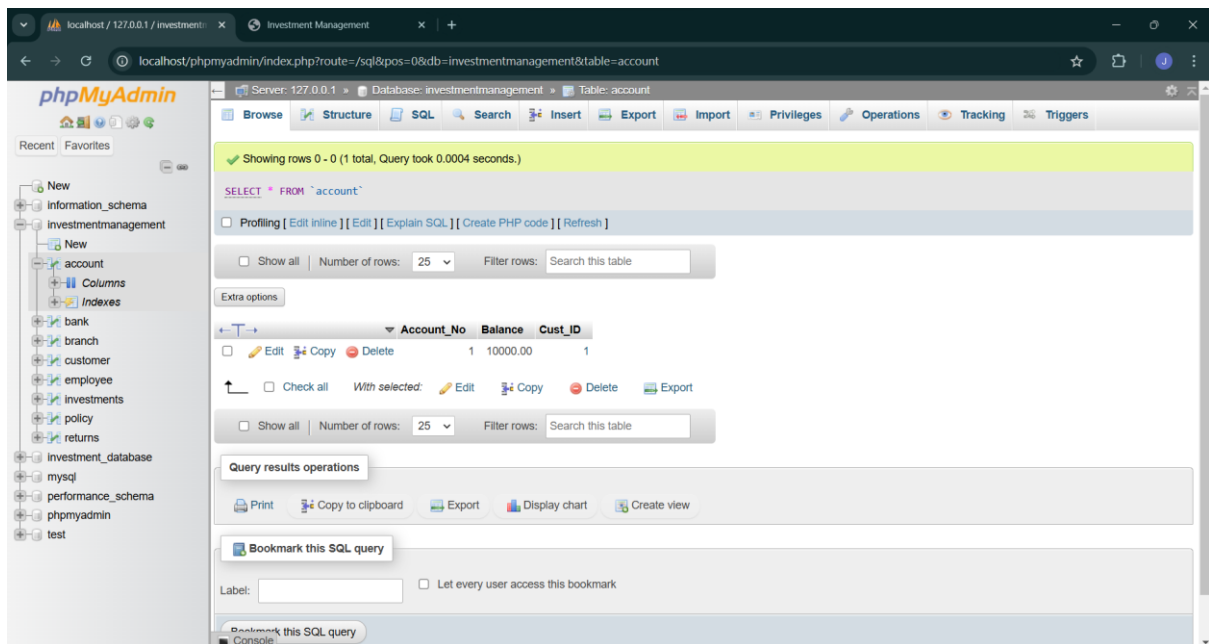 localhost / 127.0.0.1 / investment
Investment Management
localhost/phpmyadmin/index.php?route=/sql&pos=0&db=investmentmanagement&table=account
J
phpMyAdmin
Recent Favorites
New
information_schema
investmentmanagement
New
account
Columns
Indexes
bank
branch
customer
employee
investments
policy
returns
investment_database
mysql
performance_schema
phpmyadmin
test
Server: 127.0.0.1 » Database: investmentmanagement » Table: account
Browse Structure SQL Search Insert Export Import Privileges Operations Tracking Triggers
Showing rows 0 - 0 (1 total, Query took 0.0004 seconds.)
SELECT * FROM `account`
Profiling [ Edit inline ] [ Edit ] [ Explain SQL ] [ Create PHP code ] [ Refresh ]
Show all | Number of rows: 25 Filter rows: Search this table
Extra options
←T→ Account_No Balance Cust_ID
Edit Copy Delete 1 10000.00 1
Check all With selected: Edit Copy Delete Export
Show all | Number of rows: 25 Filter rows: Search this table
Query results operations
Print Copy to clipboard Export Display chart Create view
Bookmark this SQL query
Label: Let every user access this bookmark
Bookmark this SQL query
Console